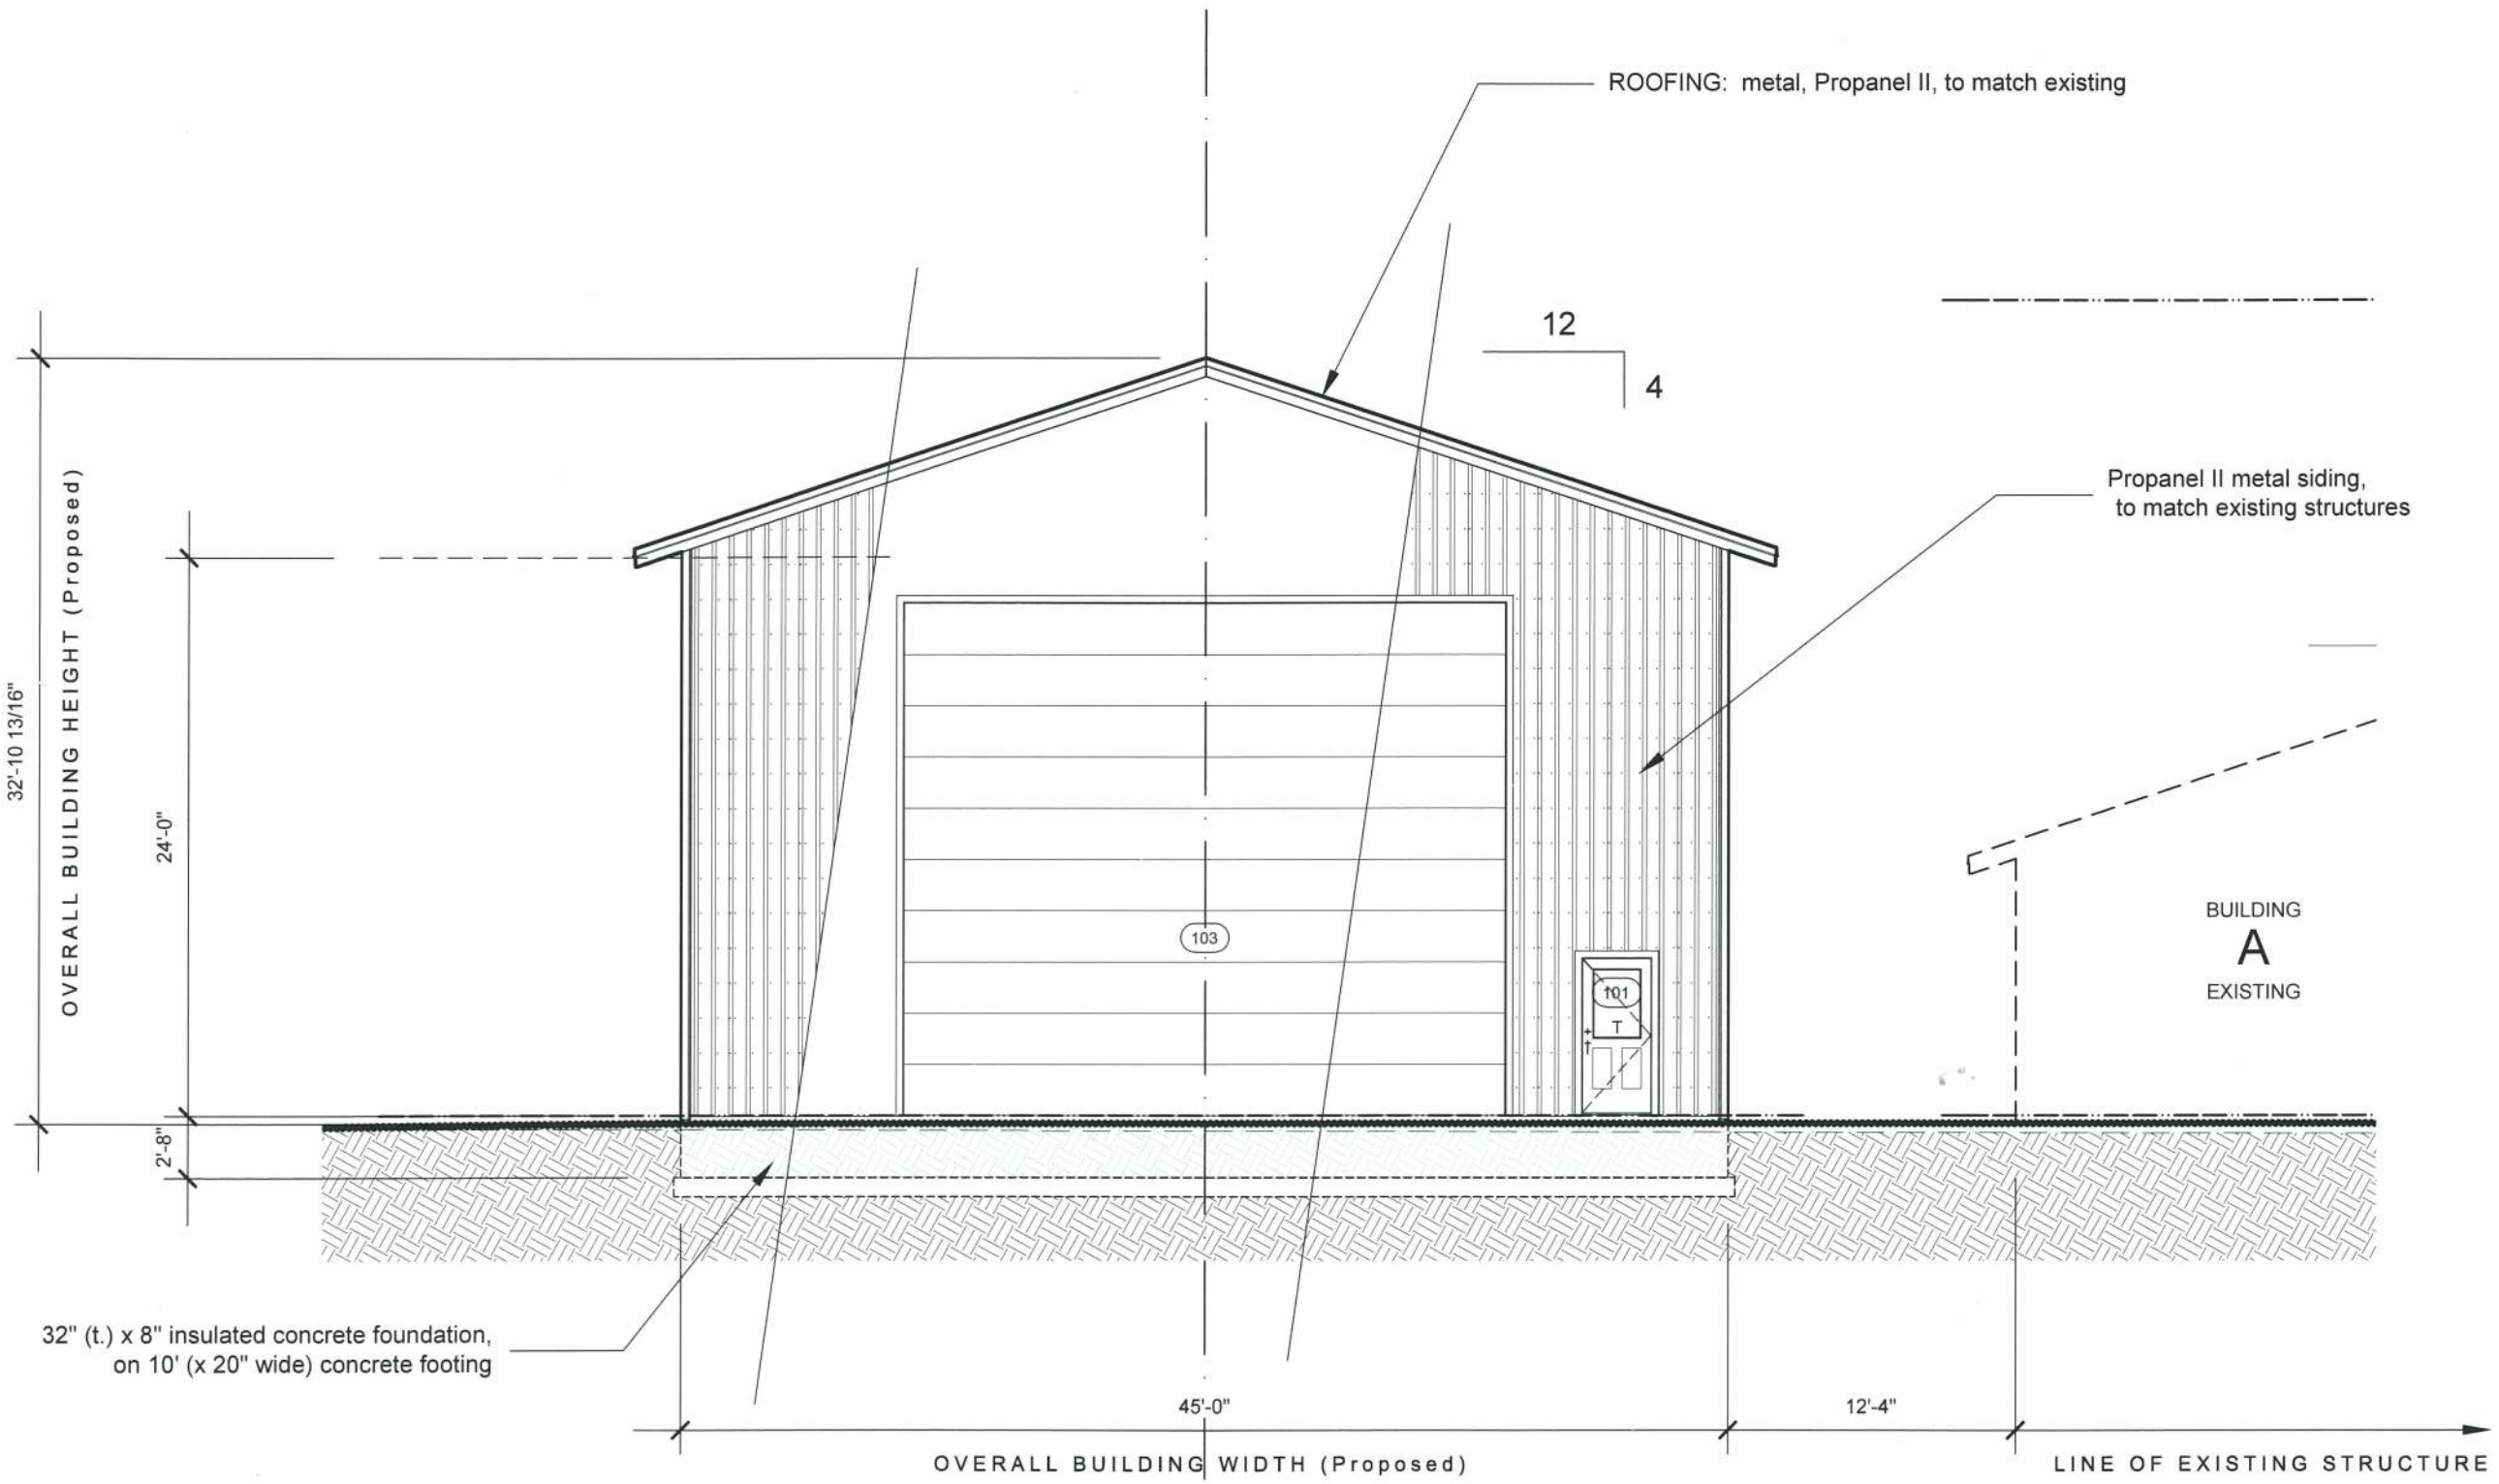 ROOFING: metal, Propanel II, to match existing
12
4
Propanel II metal siding,
to match existing structures
OVERALL BUILDING HEIGHT (Proposed)
32'-10 13/16"
24'-0"
2'-8"
103
101
T
BUILDING
A
EXISTING
32" (t.) x 8" insulated concrete foundation,
on 10' (x 20" wide) concrete footing
45'-0"
12'-4"
OVERALL BUILDING WIDTH (Proposed)
LINE OF EXISTING STRUCTURE